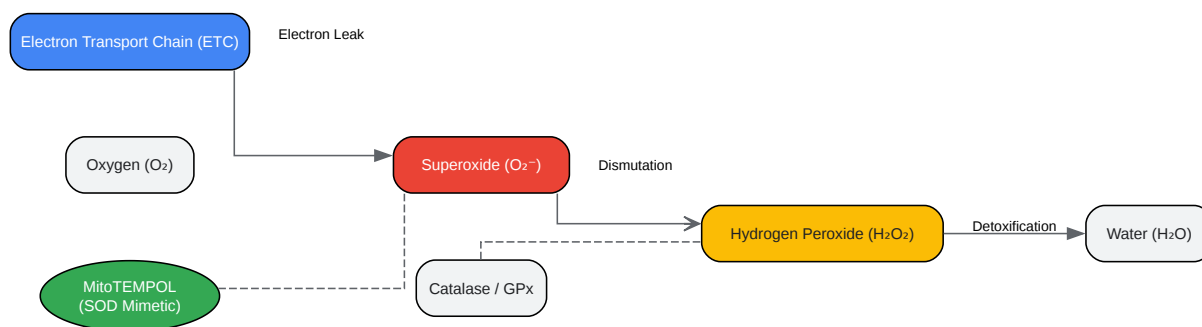 Electron Transport Chain (ETC)
Electron Leak
Oxygen (O₂)
Superoxide (O₂⁻)
Dismutation
Hydrogen Peroxide (H₂O₂)
Detoxification
Water (H₂O)
MitoTEMPOL
(SOD Mimetic)
Catalase / GPx